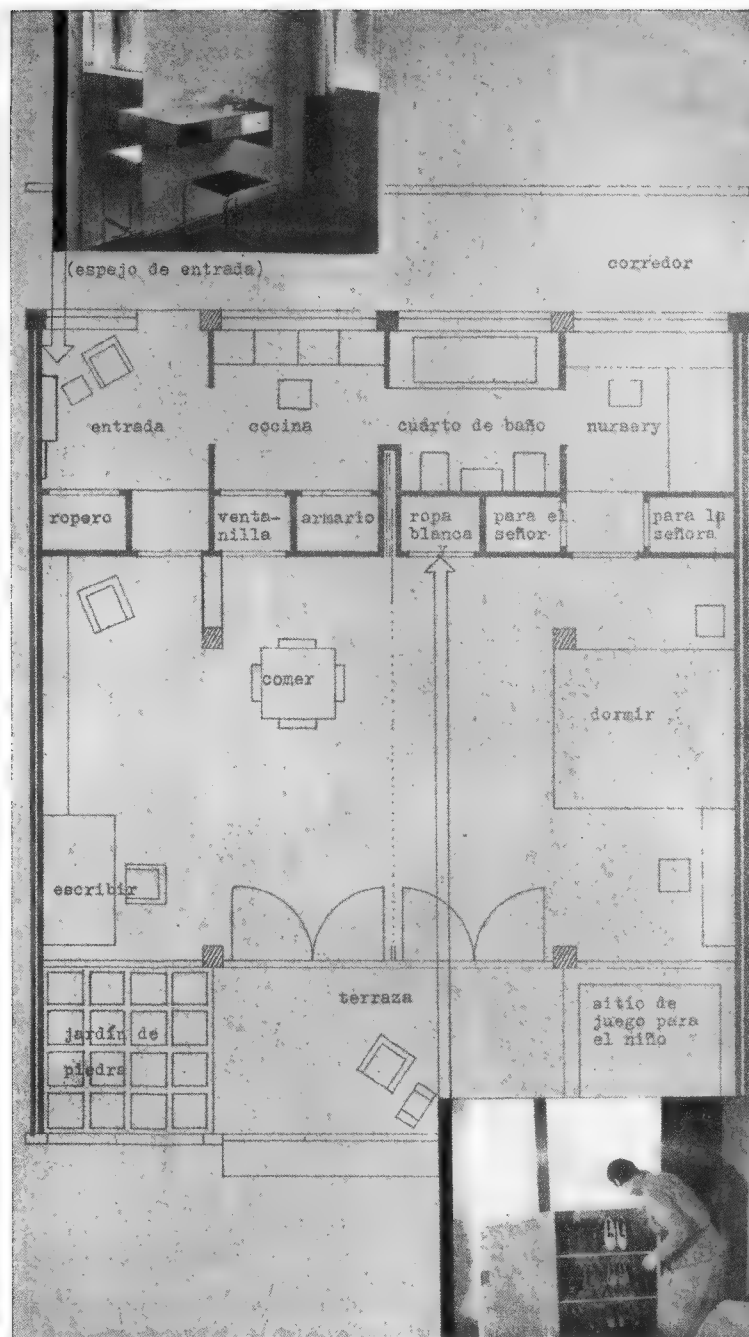 (espejo de entrada)
corredor
entrada
cocina
cuarto de baño
nursery
ropero
venta-
nilla
armario
ropa
blanca
para el
señor
para la
señora
comer
dormir
escribir
terraza
jardín de
piedra
sitio de
juego para
el niño